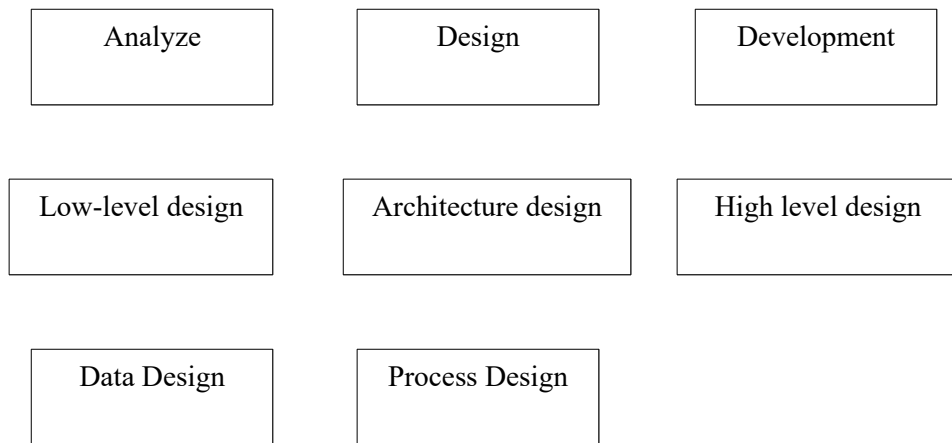 Analyze
Design
Development
Low-level design
Architecture design
High level design
Data Design
Process Design